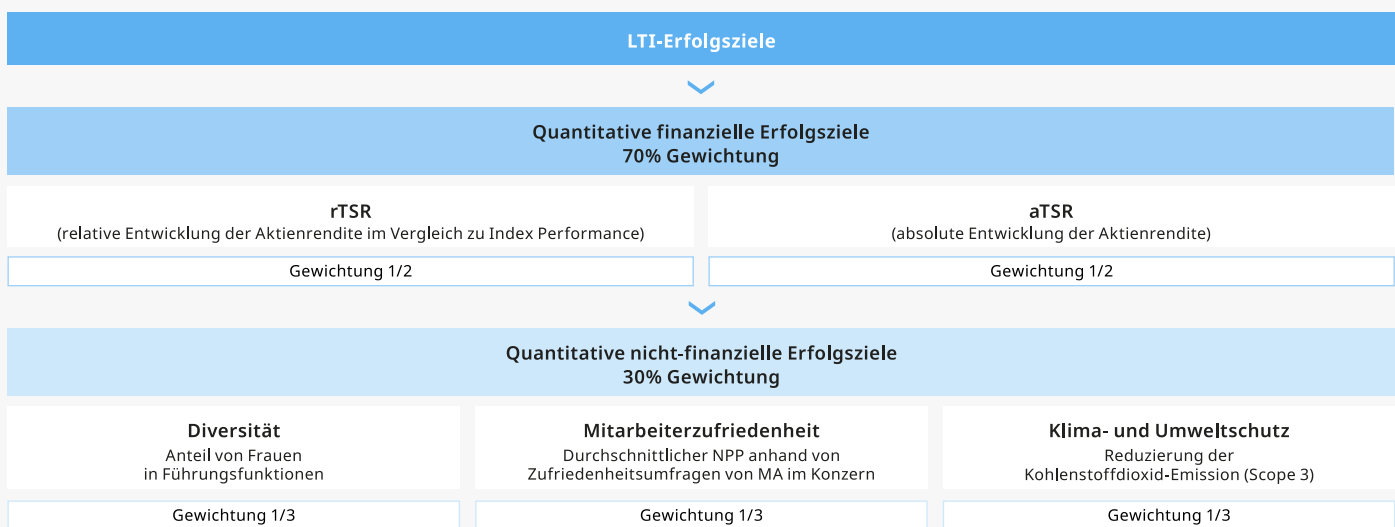 LTI-Erfolgsziele
Quantitative finanzielle Erfolgsziele
70% Gewichtung
rTSR
(relative Entwicklung der Aktienrendite im Vergleich zu Index Performance)
Gewichtung 1/2
aTSR
(absolute Entwicklung der Aktienrendite)
Gewichtung 1/2
Quantitative nicht-finanzielle Erfolgsziele
30% Gewichtung
Diversität
Anteil von Frauen
in Führungsfunktionen
Gewichtung 1/3
Mitarbeiterzufriedenheit
Durchschnittlicher NPP anhand von
Zufriedenheitsumfragen von MA im Konzern
Gewichtung 1/3
Klima- und Umweltschutz
Reduzierung der
Kohlenstoffdioxid-Emission (Scope 3)
Gewichtung 1/3